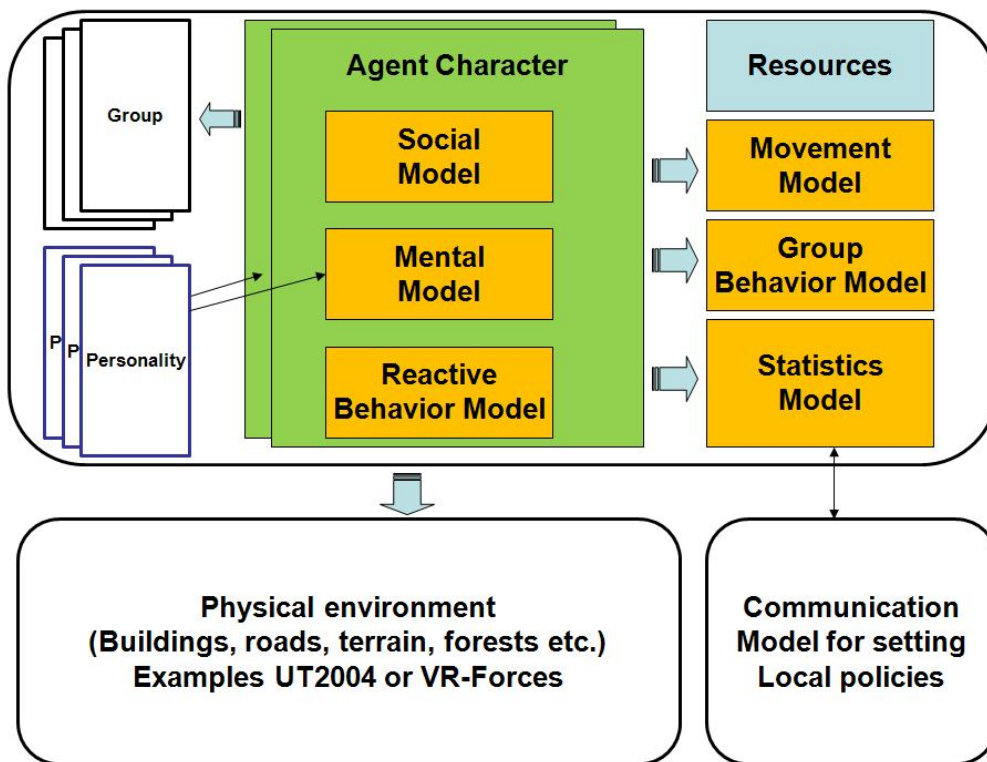 Group
Agent Character
Resources
Social
Model
Movement
Model
Mental
Model
Group
Behavior Model
P
P
Personality
Reactive
Behavior Model
Statistics
Model
Physical environment
(Buildings, roads, terrain, forests etc.)
Examples UT2004 or VR-Forces
Communication
Model for setting
Local policies